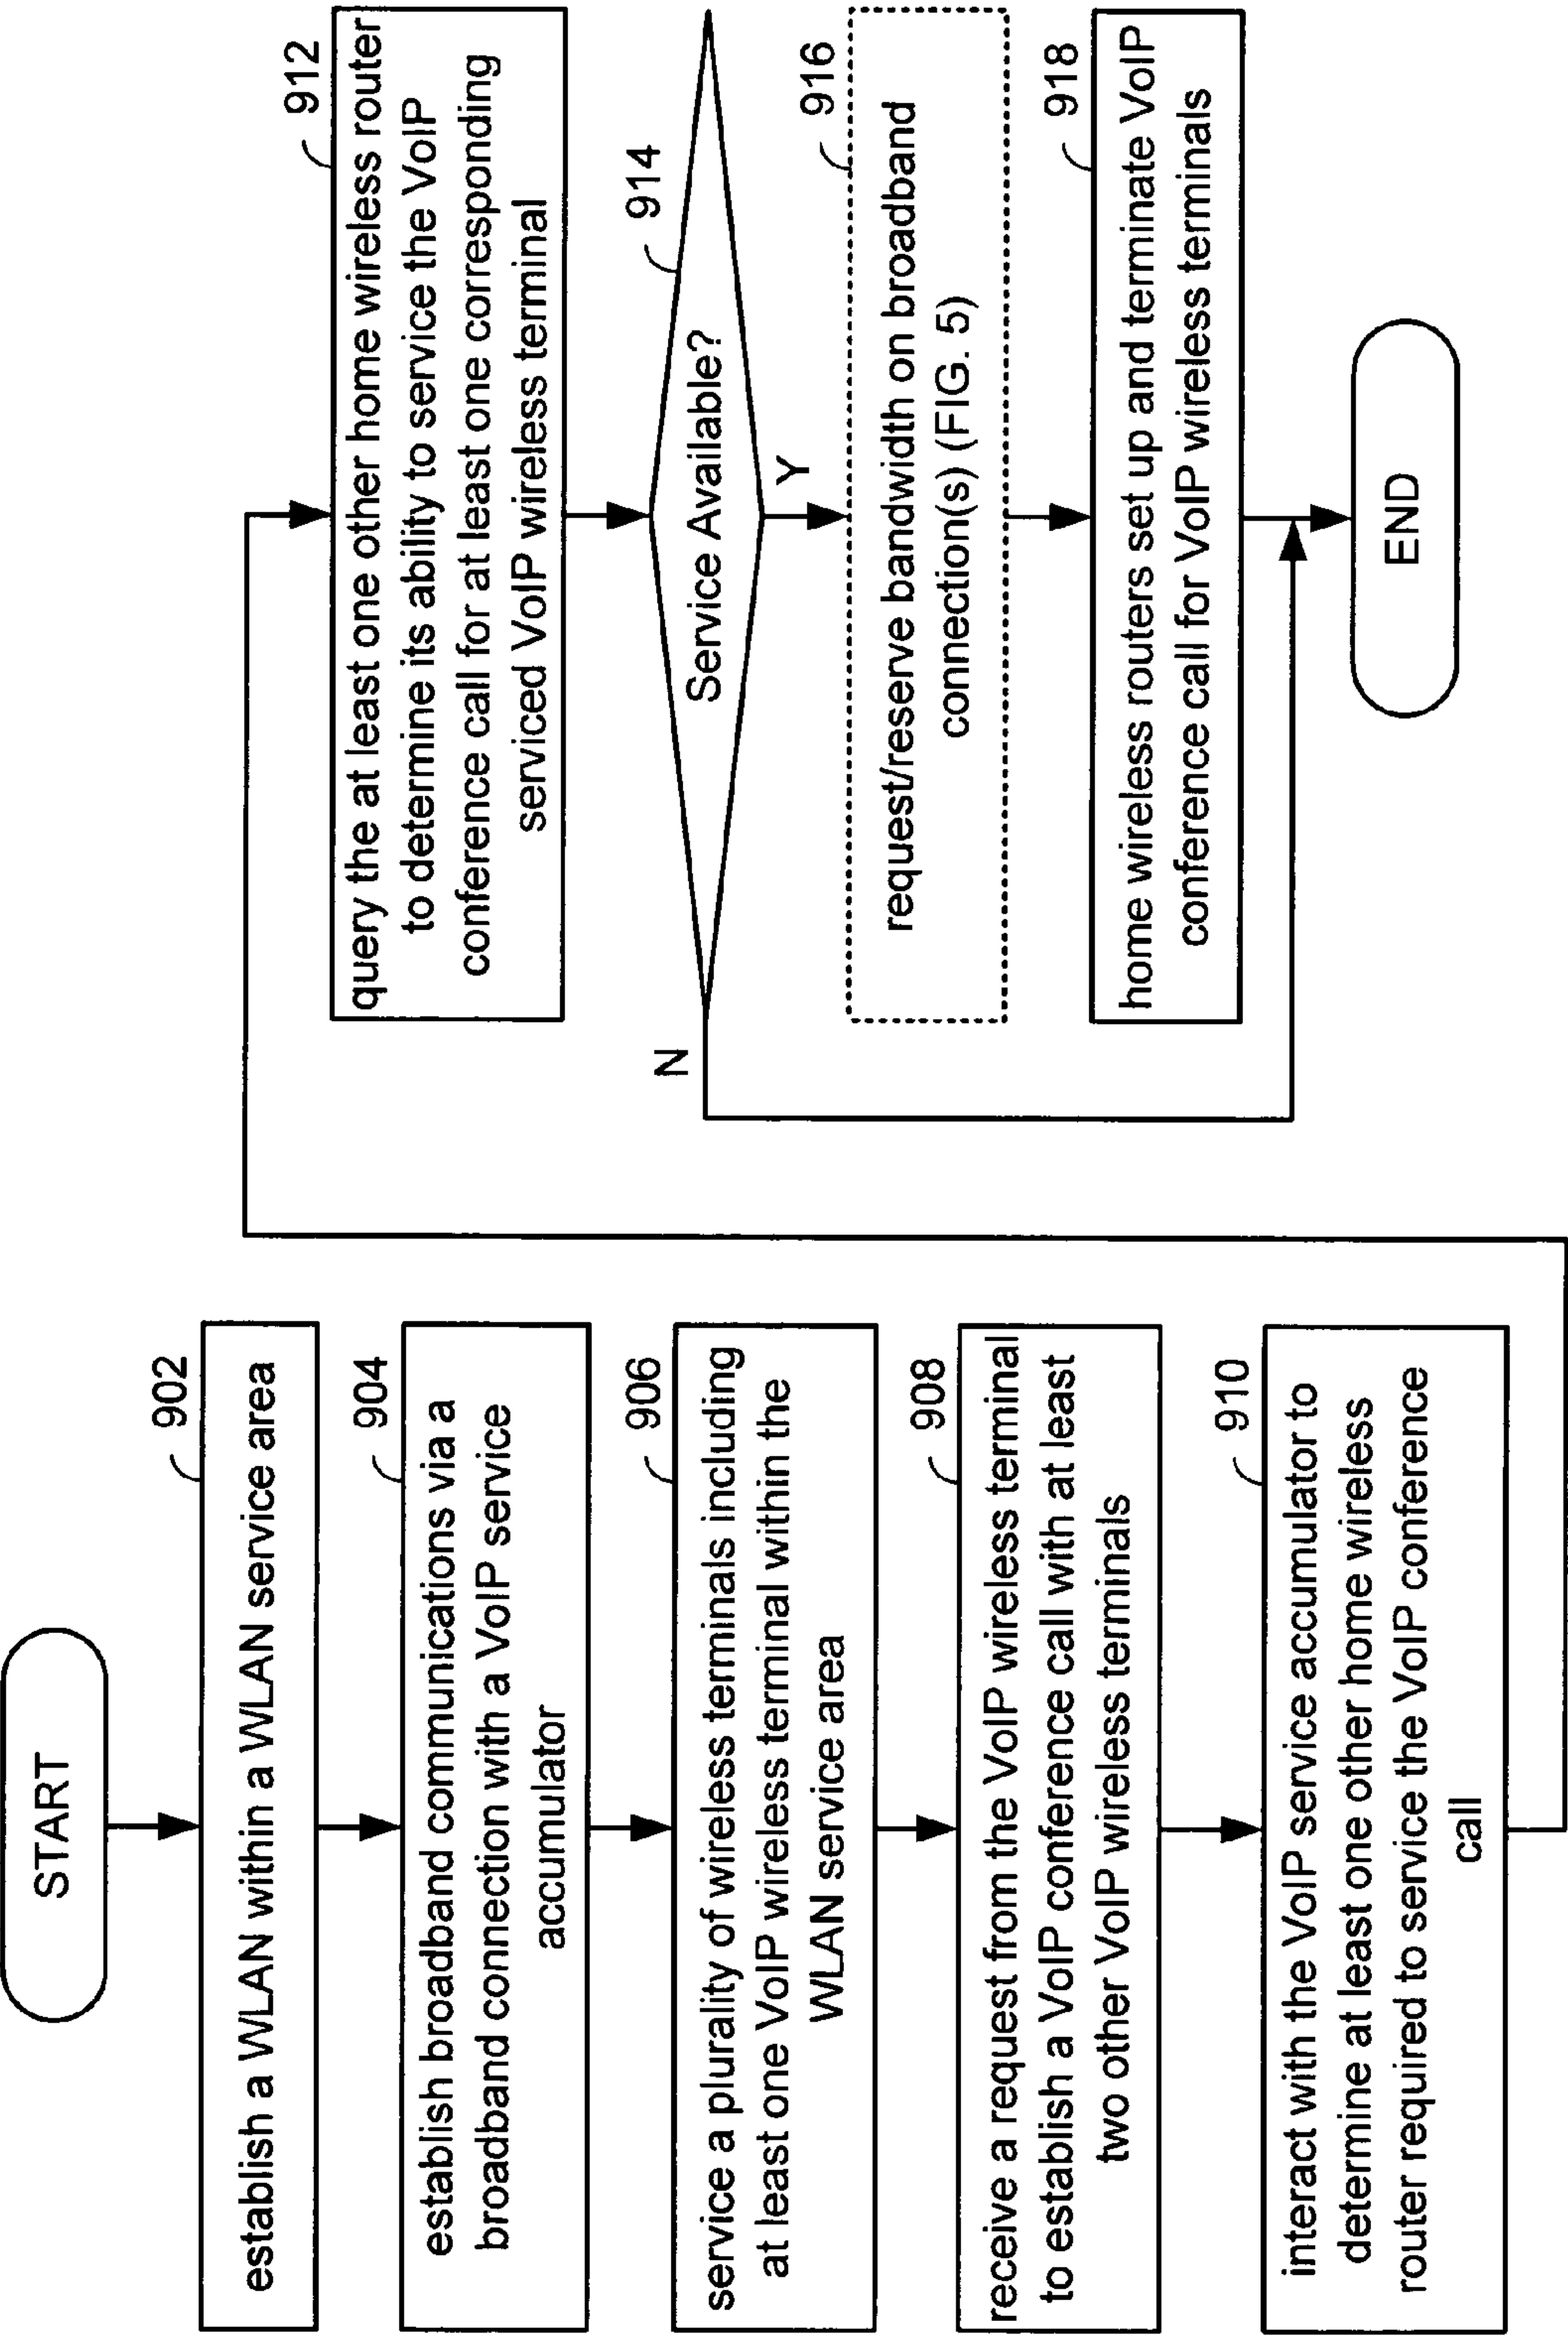 START
902
establish a WLAN within a WLAN service area
904
establish broadband communications via a
broadband connection with a VoIP service
accumulator
906
service a plurality of wireless terminals including
at least one VoIP wireless terminal within the
WLAN service area
908
receive a request from the VoIP wireless terminal
to establish a VoIP conference call with at least
two other VoIP wireless terminals
910
interact with the VoIP service accumulator to
determine at least one other home wireless
router required to service the VoIP conference
call
912
query the at least one other home wireless router
to determine its ability to service the VoIP
conference call for at least one corresponding
serviced VoIP wireless terminal
914
Service Available?
N
Y
916
request/reserve bandwidth on broadband
connection(s) (FIG. 5)
918
home wireless routers set up and terminate VoIP
conference call for VoIP wireless terminals
END